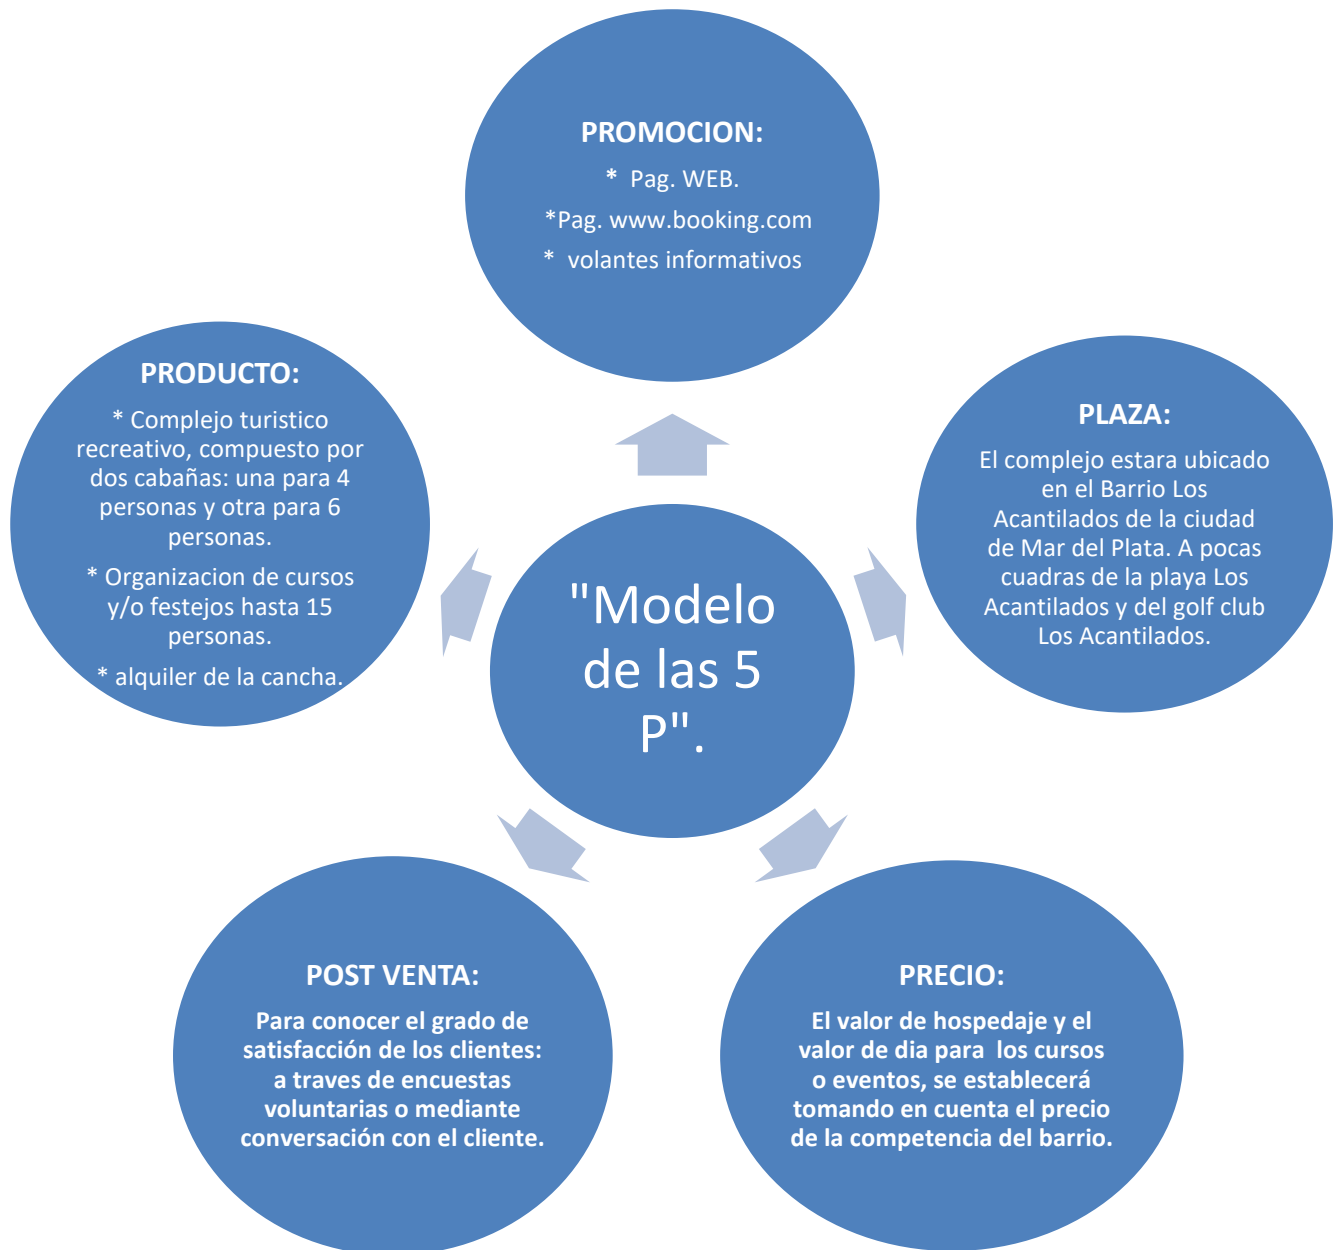 PROMOCION:
* Pag. WEB.
*Pag. www.booking.com
* volantes informativos
PRODUCTO:
* Complejo turistico
recreativo, compuesto por
dos cabañas: una para 4
personas y otra para 6
personas.
* Organizacion de cursos
y/o festejos hasta 15
personas.
* alquiler de la cancha.
PLAZA:
El complejo estara ubicado
en el Barrio Los
Acantilados de la ciudad
de Mar del Plata. A pocas
cuadras de la playa Los
Acantilados y del golf club
Los Acantilados.
"Modelo
de las 5
P".
POST VENTA:
Para conocer el grado de
satisfacción de los clientes:
a traves de encuestas
voluntarias o mediante
conversación con el cliente.
PRECIO:
El valor de hospedaje y el
valor de dia para los cursos
o eventos, se establecerá
tomando en cuenta el precio
de la competencia del barrio.